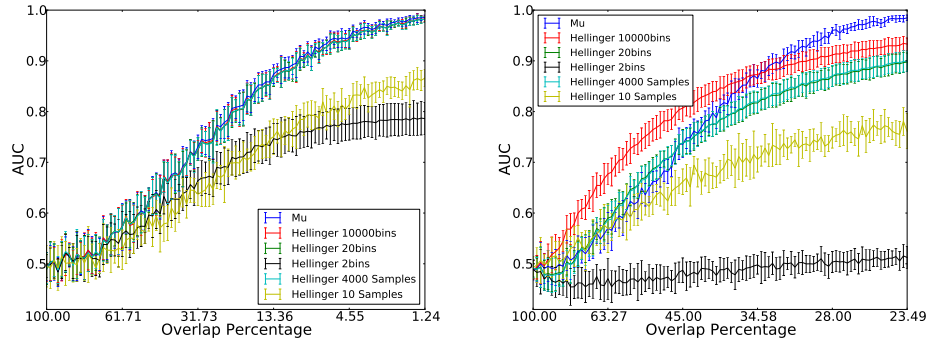 1.0
0.9
0.8
0.7
0.6
0.5
AUC
Mu
Hellinger 10000bins
Hellinger 20bins
Hellinger 2bins
Hellinger 4000 Samples
Hellinger 10 Samples
100.00 61.71 31.73 13.36 4.55 1.24
Overlap Percentage
1.0
0.9
0.8
0.7
0.6
0.5
AUC
Mu
Hellinger 10000bins
Hellinger 20bins
Hellinger 2bins
Hellinger 4000 Samples
Hellinger 10 Samples
100.00 63.27 45.00 34.58 28.00 23.49
Overlap Percentage